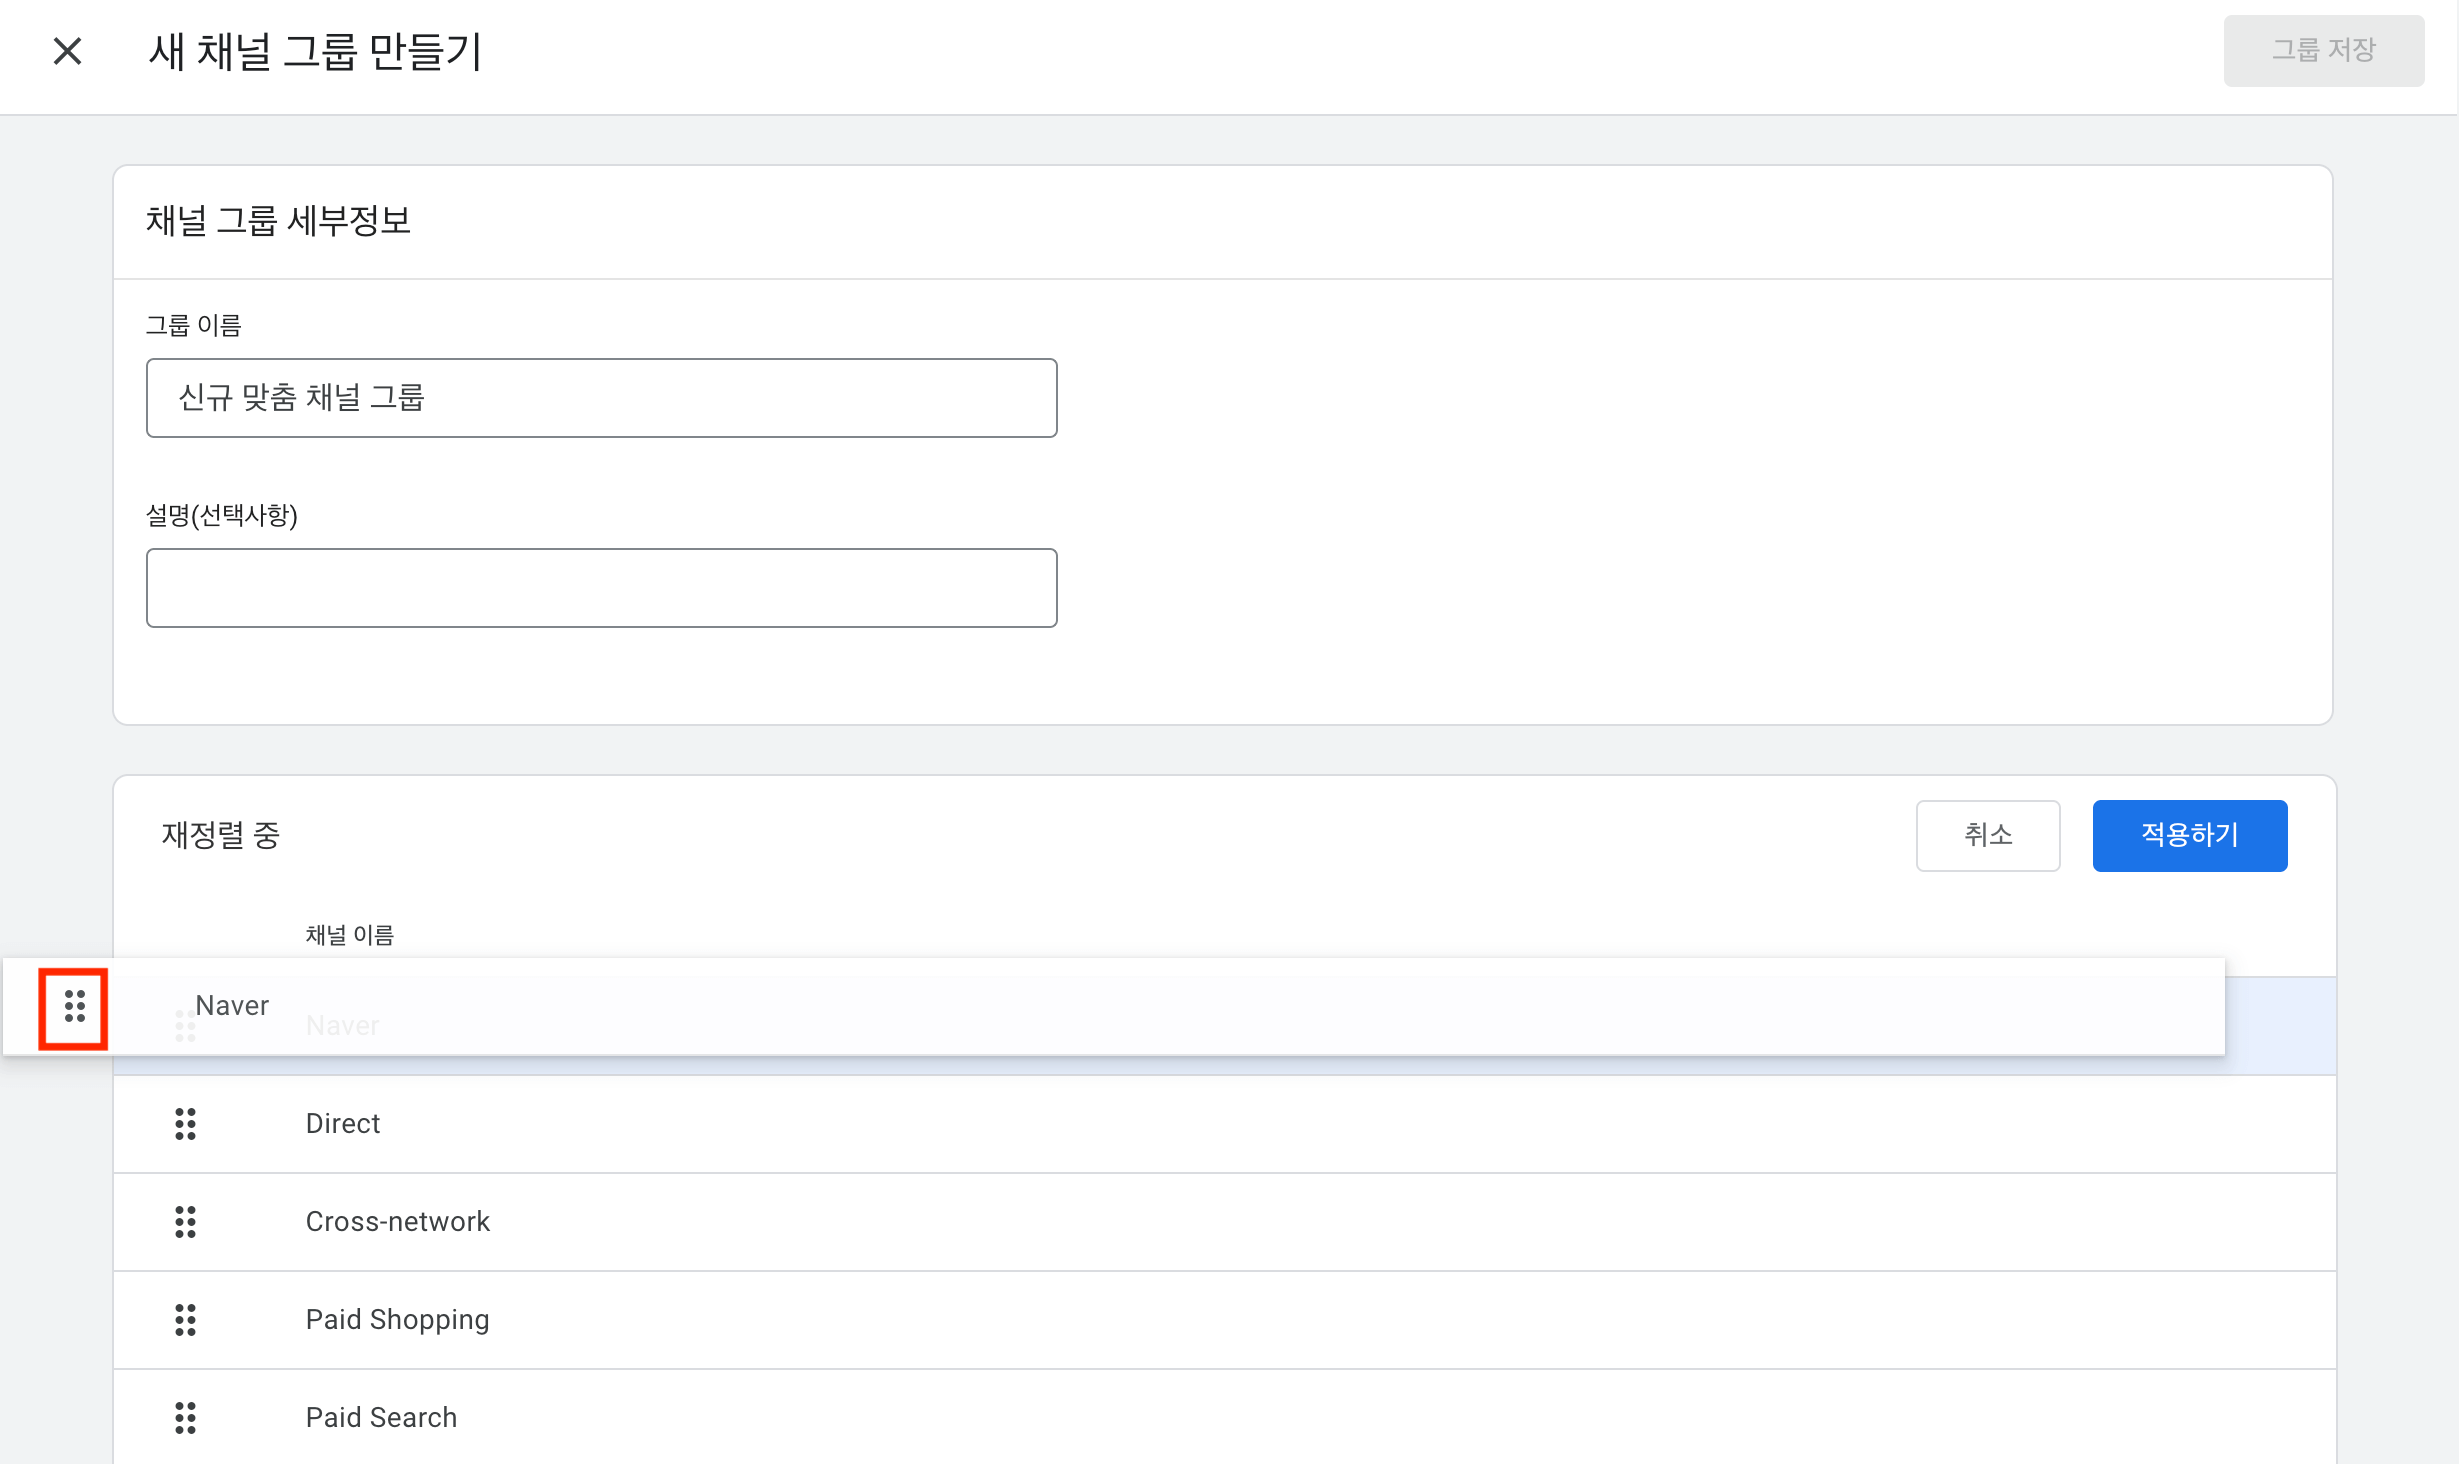 새 채널 그룹 만들기
그룹 저장
채널 그룹 세부정보
그룹 이름
신규 맞춤 채널 그룹
설명(선택사항)
재정렬 중
취소
적용하기
채널 이름
Naver
Naver
Direct
Cross-network
Paid Shopping
Paid Search